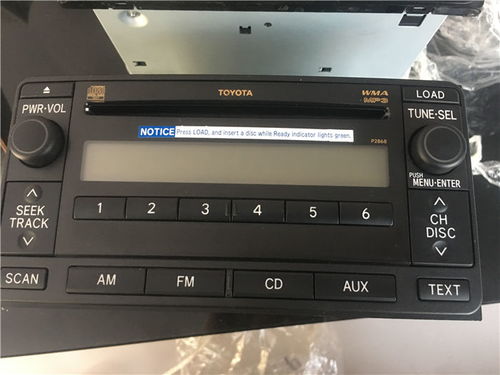 TOYOTA
WMA
MP3
LOAD
PWR·VOL
TUNE·SEL
NOTICE Press LOAD, and insert a disc while Ready indicator lights green.
P2868
PUSH
MENU·ENTER
1 2 3 4 5 6
SEEK
TRACK
CH
DISC
SCAN
AM
FM
CD
AUX
TEXT